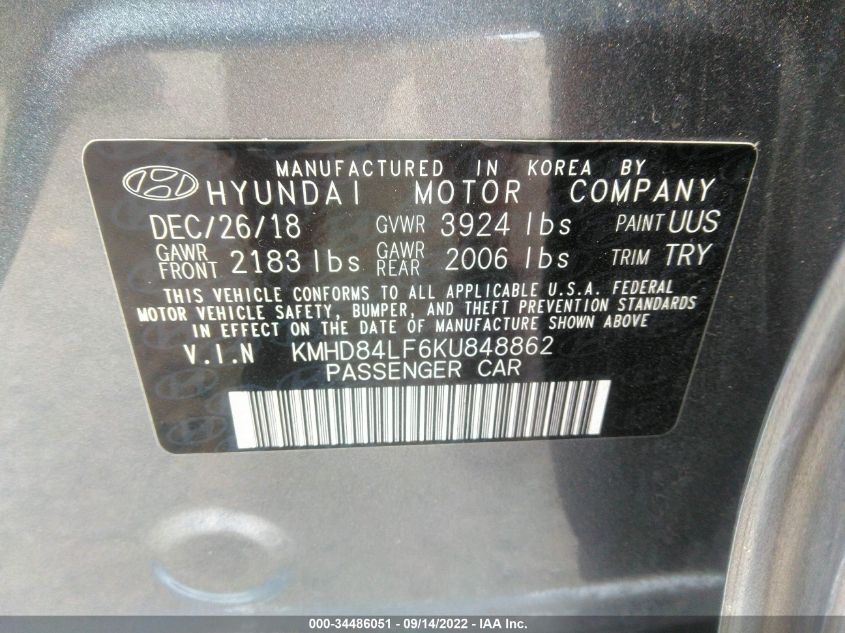 MANUFACTURED IN KOREA BY
HYUNDAI MOTOR COMPANY
DEC/26/18 GVWR 3924 lbs PAINT UUS
GAWR FRONT 2183 lbs GAWR REAR 2006 lbs TRIM TRY
THIS VEHICLE CONFORMS TO ALL APPLICABLE U.S.A. FEDERAL
MOTOR VEHICLE SAFETY, BUMPER, AND THEFT PREVENTION STANDARDS
IN EFFECT ON THE DATE OF MANUFACTURE SHOWN ABOVE
V.I.N KMHD84LF6KU848862
PASSENGER CAR
000-34486051 - 09/14/2022 - IAA Inc.